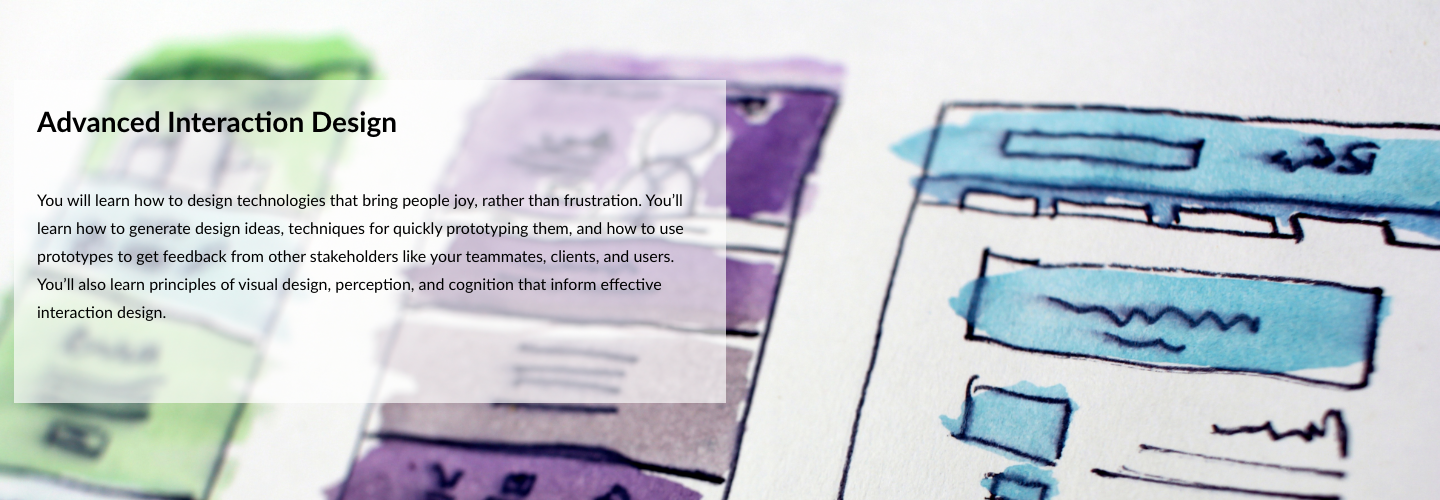 Advanced Interaction Design
You will learn how to design technologies that bring people joy, rather than frustration. You’ll
learn how to generate design ideas, techniques for quickly prototyping them, and how to use
prototypes to get feedback from other stakeholders like your teammates, clients, and users.
You’ll also learn principles of visual design, perception, and cognition that inform effective
interaction design.